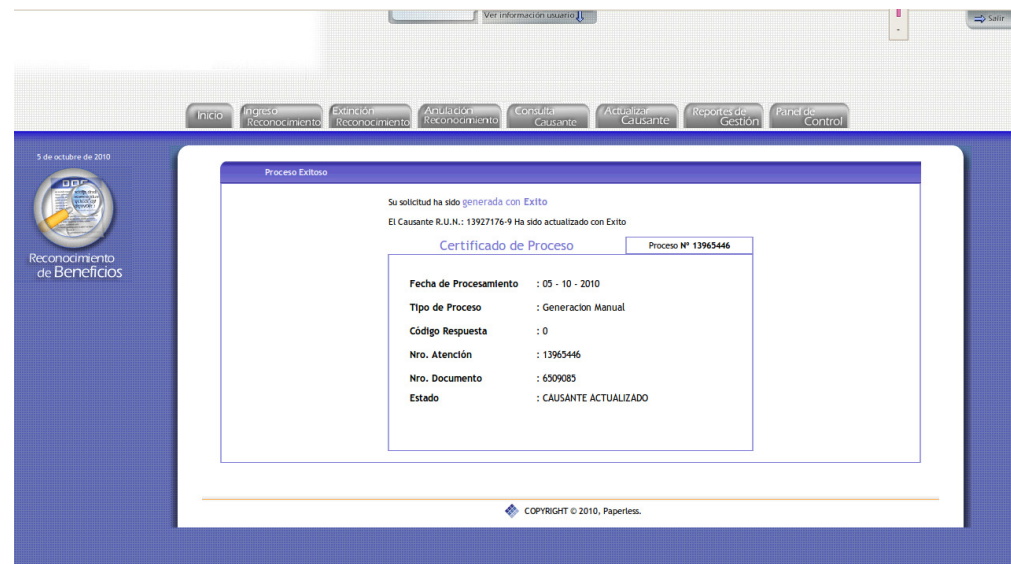 Ver información usuario
Salir
Inicio
Ingreso
Reconocimiento
Extinción
Reconocimiento
Anulación
Reconocimiento
Consulta
Causante
Actualizar
Causante
Reportes de
Gestión
Panel de
Control
5 de octubre de 2010
Reconocimiento
de Beneficios
Proceso Exitoso
Su solicitud ha sido generada con Exito
El Causante R.U.N.: 13927176-9 Ha sido actualizado con Exito
Certificado de Proceso
Proceso Nº 13965446
Fecha de Procesamiento : 05 - 10 - 2010
Tipo de Proceso : Generacion Manual
Código Respuesta : 0
Nro. Atención : 13965446
Nro. Documento : 6509085
Estado : CAUSANTE ACTUALIZADO
COPYRIGHT © 2010, Paperless.